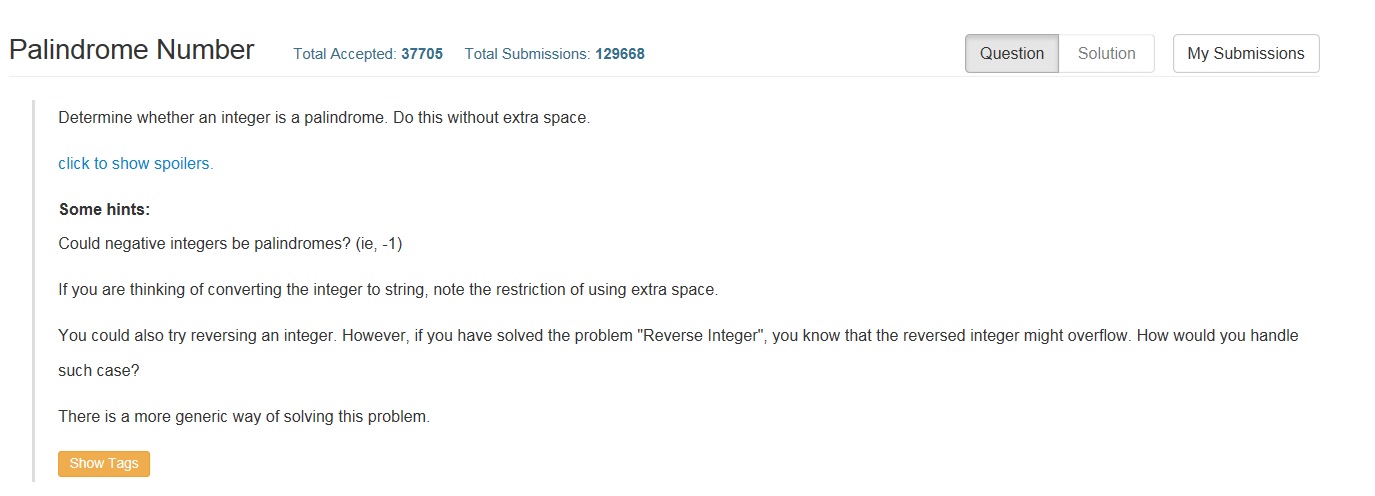 Palindrome Number Total Accepted: 37705 Total Submissions: 129668 Question Solution My Submissions
Determine whether an integer is a palindrome. Do this without extra space.
click to show spoilers.
Some hints:
Could negative integers be palindromes? (ie, -1)
If you are thinking of converting the integer to string, note the restriction of using extra space.
You could also try reversing an integer. However, if you have solved the problem "Reverse Integer", you know that the reversed integer might overflow. How would you handle
such case?
There is a more generic way of solving this problem.
Show Tags